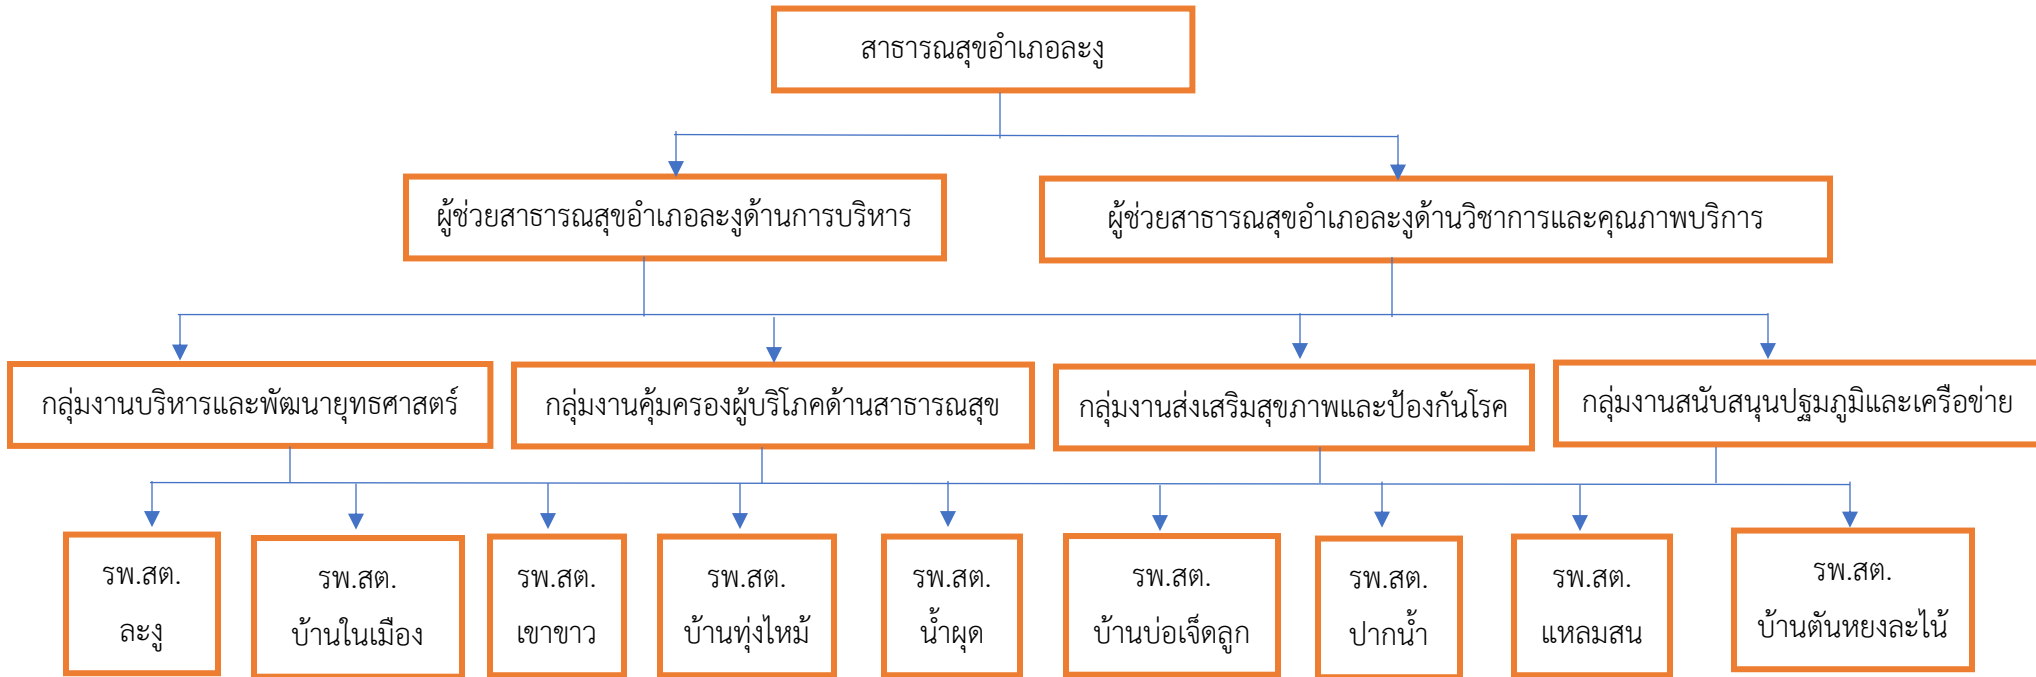 สาธารณสุขอำเภอละงู
ผู้ช่วยสาธารณสุขอำเภอละงูด้านการบริหาร
ผู้ช่วยสาธารณสุขอำเภอละงูด้านวิชาการและคุณภาพบริการ
กลุ่มงานบริหารและพัฒนายุทธศาสตร์
กลุ่มงานคุ้มครองผู้บริโภคด้านสาธารณสุข
กลุ่มงานส่งเสริมสุขภาพและป้องกันโรค
กลุ่มงานสนับสนุนปฐมภูมิและเครือข่าย
รพ.สต.
ละงู
รพ.สต.
บ้านในเมือง
รพ.สต.
เขาขาว
รพ.สต.
บ้านทุ่งไหม้
รพ.สต.
น้ำผุด
รพ.สต.
บ้านบ่อเจ็ดลูก
รพ.สต.
ปากน้ำ
รพ.สต.
แหลมสน
รพ.สต.
บ้านตันหยงละไน้